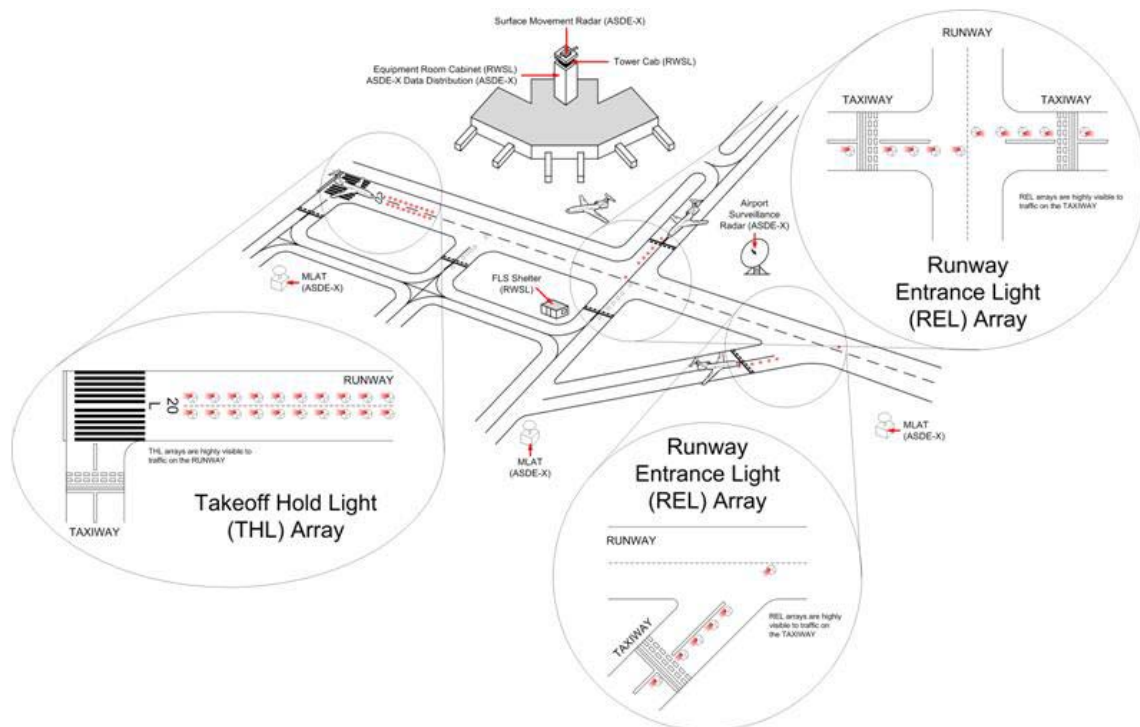 Surface Movement Radar (ASDE-X)
Equipment Room Cabinet (RWSL)
ASDE-X Data Distribution (ASDE-X)
Tower Cab (RWSL)
RUNWAY
TAXIWAY
TAXIWAY
REL arrays are highly visible to
traffic on the TAXIWAY
Runway
Entrance Light
(REL) Array
Airport
Surveillance
Radar (ASDE-X)
MLAT
(ASDE-X)
FLS Shelter
(RWSL)
RUNWAY
20
L
THL arrays are highly visible to
traffic on the RUNWAY
TAXIWAY
Takeoff Hold Light
(THL) Array
MLAT
(ASDE-X)
MLAT
(ASDE-X)
Runway
Entrance Light
(REL) Array
RUNWAY
TAXIWAY
REL arrays are highly
visible to traffic on
the TAXIWAY